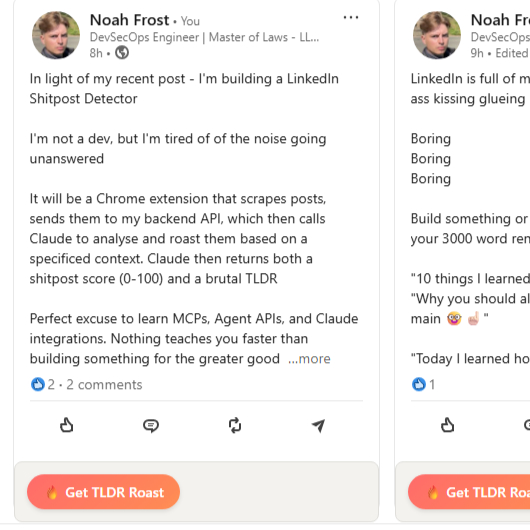 Noah Frost • You
DevSecOps Engineer | Master of Laws - LL...
8h •
In light of my recent post - I'm building a LinkedIn
Shitpost Detector
I'm not a dev, but I'm tired of of the noise going
unanswered
It will be a Chrome extension that scrapes posts,
sends them to my backend API, which then calls
Claude to analyse and roast them based on a
specificed context. Claude then returns both a
shitpost score (0-100) and a brutal TLDR
Perfect excuse to learn MCPs, Agent APIs, and Claude
integrations. Nothing teaches you faster than
building something for the greater good ...more
2 • 2 comments
Get TLDR Roast
Noah Fr
DevSecOps
9h • Edited
LinkedIn is full of m
ass kissing glueing
Boring
Boring
Boring
Build something or
your 3000 word ren
"10 things I learned
"Why you should al
main 🤓 ☝🏻"
"Today I learned ho
1
Get TLDR Roa